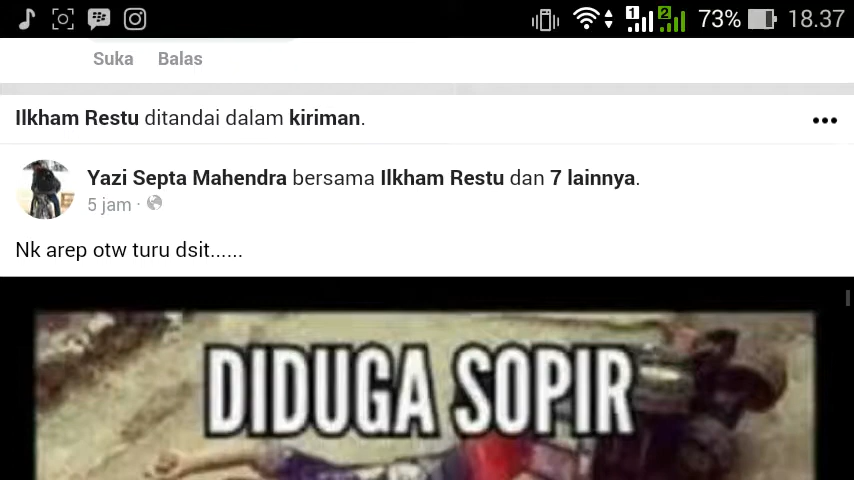 73% 18.37
Suka Balas
Ilkham Restu ditandai dalam kiriman.
Yazi Septa Mahendra bersama Ilkham Restu dan 7 lainnya.
5 jam ·
Nk arep otw turu dsit......
DIDUGA SOPIR